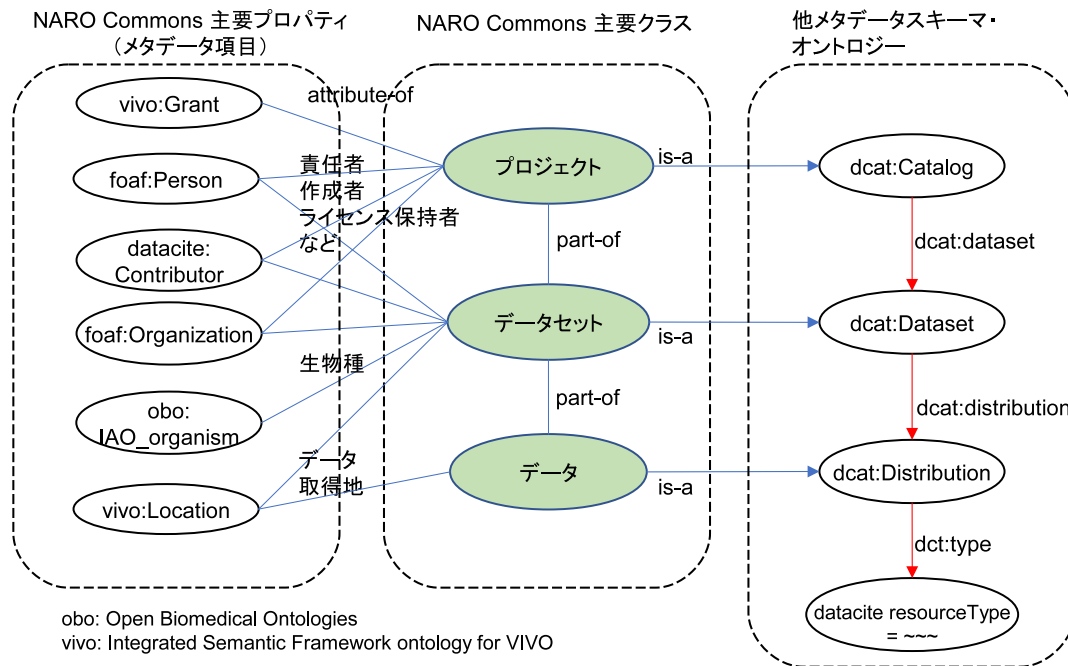 NARO Commons 主要プロパティ
（メタデータ項目）
NARO Commons 主要クラス
他メタデータスキーマ・
オントロジー
vivo:Grant
attribute-of
foaf:Person
責任者
作成者
ライセンス保持者
など
datacite:
Contributor
foaf:Organization
生物種
obo:
IAO_organism
データ
取得地
vivo:Location
プロジェクト
part-of
データセット
part-of
データ
is-a
is-a
is-a
dcat:Catalog
dcat:dataset
dcat:Dataset
dcat:distribution
dcat:Distribution
dct:type
datacite resourceType
= ~~~
obo: Open Biomedical Ontologies
vivo: Integrated Semantic Framework ontology for VIVO